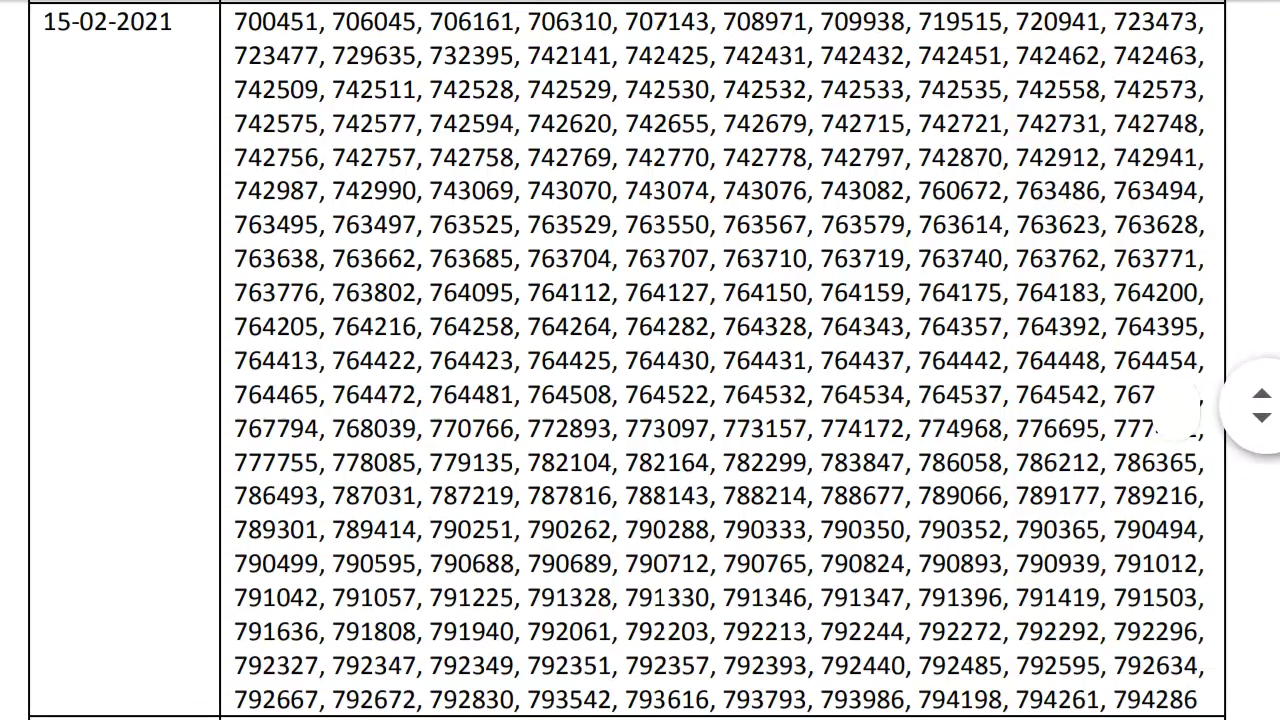 15-02-2021
700451, 706045, 706161, 706310, 707143, 708971, 709938, 719515, 720941, 723473,
723477, 729635, 732395, 742141, 742425, 742431, 742432, 742451, 742462, 742463,
742509, 742511, 742528, 742529, 742530, 742532, 742533, 742535, 742558, 742573,
742575, 742577, 742594, 742620, 742655, 742679, 742715, 742721, 742731, 742748,
742756, 742757, 742758, 742769, 742770, 742778, 742797, 742870, 742912, 742941,
742987, 742990, 743069, 743070, 743074, 743076, 743082, 760672, 763486, 763494,
763495, 763497, 763525, 763529, 763550, 763567, 763579, 763614, 763623, 763628,
763638, 763662, 763685, 763704, 763707, 763710, 763719, 763740, 763762, 763771,
763776, 763802, 764095, 764112, 764127, 764150, 764159, 764175, 764183, 764200,
764205, 764216, 764258, 764264, 764282, 764328, 764343, 764357, 764392, 764395,
764413, 764422, 764423, 764425, 764430, 764431, 764437, 764442, 764448, 764454,
764465, 764472, 764481, 764508, 764522, 764532, 764534, 764537, 764542,
767794, 768039, 770766, 772893, 773097, 773157, 774172, 774968, 776695,
777755, 778085, 779135, 782104, 782164, 782299, 783847, 786058, 786212, 786365,
786493, 787031, 787219, 787816, 788143, 788214, 788677, 789066, 789177, 789216,
789301, 789414, 790251, 790262, 790288, 790333, 790350, 790352, 790365, 790494,
790499, 790595, 790688, 790689, 790712, 790765, 790824, 790893, 790939, 791012,
791042, 791057, 791225, 791328, 791330, 791346, 791347, 791396, 791419, 791503,
791636, 791808, 791940, 792061, 792203, 792213, 792244, 792272, 792292, 792296,
792327, 792347, 792349, 792351, 792357, 792393, 792440, 792485, 792595, 792634,
792667, 792672, 792830, 793542, 793616, 793793, 793986, 794198, 794261, 794286